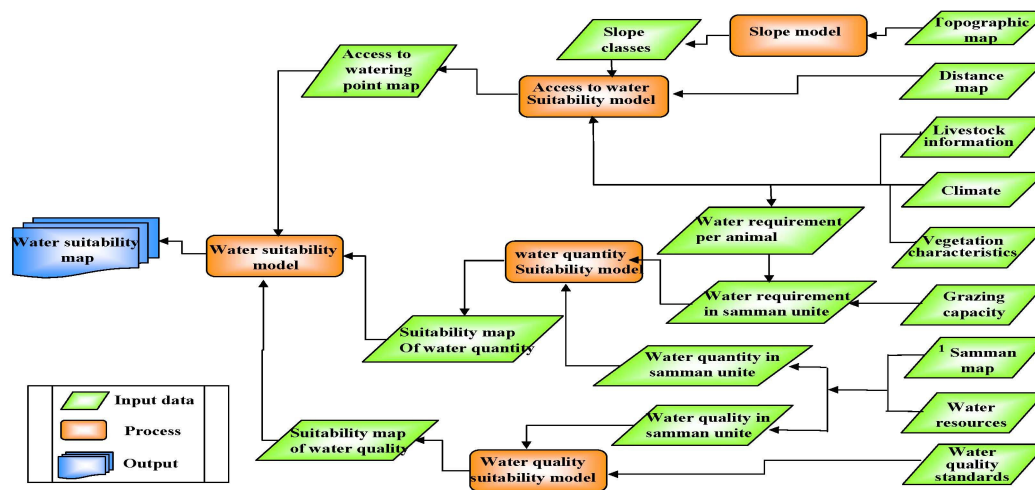 Topographic
map
Slope model
Slope
classes
Access to
watering
point map
Access to water
Suitability model
Distance
map
Livestock
information
Climate
Vegetation
characteristics
Water requirement
per animal
Water suitability
map
Water suitability
model
water quantity
Suitability model
Water requirement
in samman unite
Grazing
capacity
Suitability map
Of water quantity
Water quantity in
samman unite
1 Samman
map
Water
resources
Water quality
in samman unite
Suitability map
of water quality
Water quality
suitability model
Water
quality
standards
Input data
Process
Output